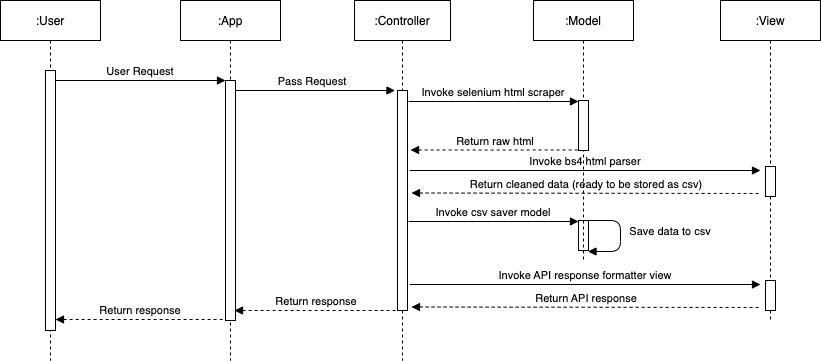 :User
:App
:Controller
:Model
:View
User Request
Pass Request
Invoke selenium html scraper
Return raw html
Invoke bs4 html parser
Return cleaned data (ready to be stored as csv)
Invoke csv saver model
Save data to csv
Invoke API response formatter view
Return API response
Return response
Return response